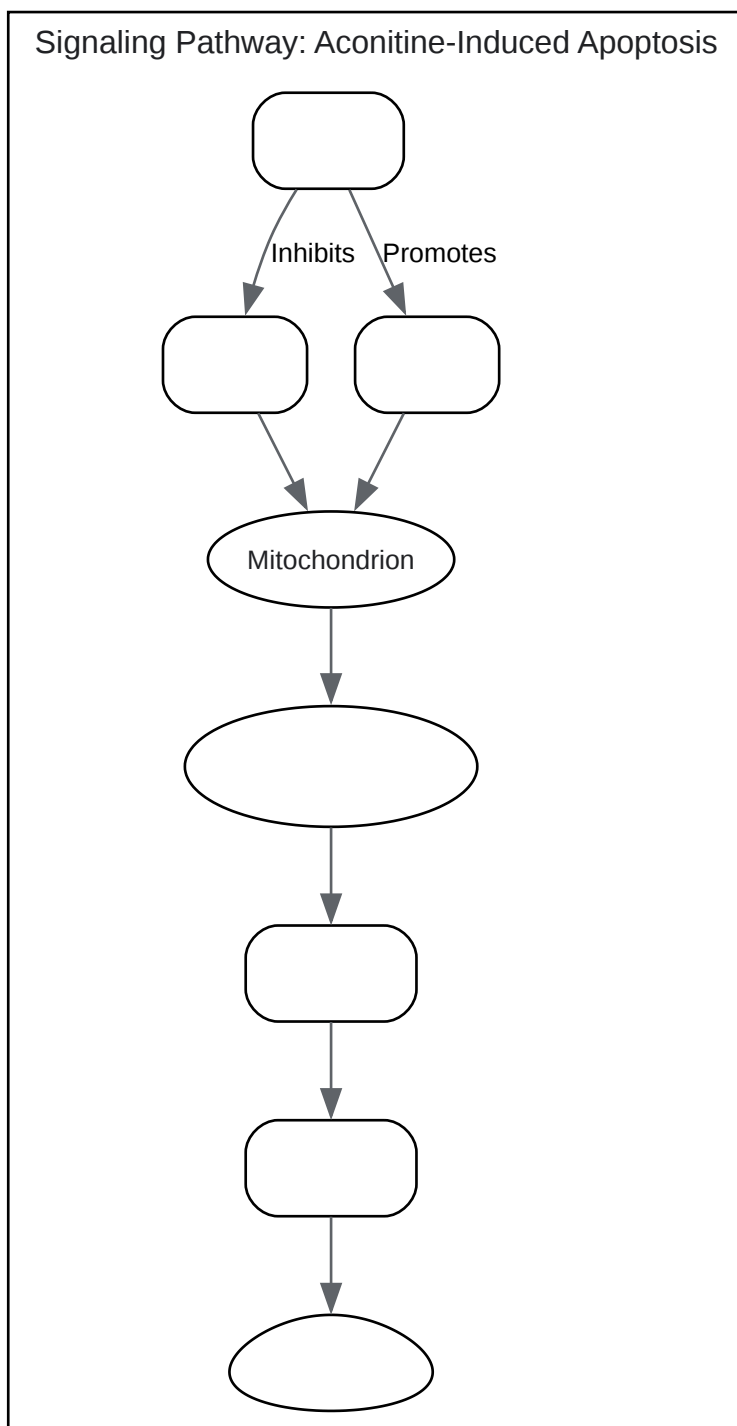 Signaling Pathway: Aconitine-Induced Apoptosis
Inhibits
Promotes
Mitochondrion